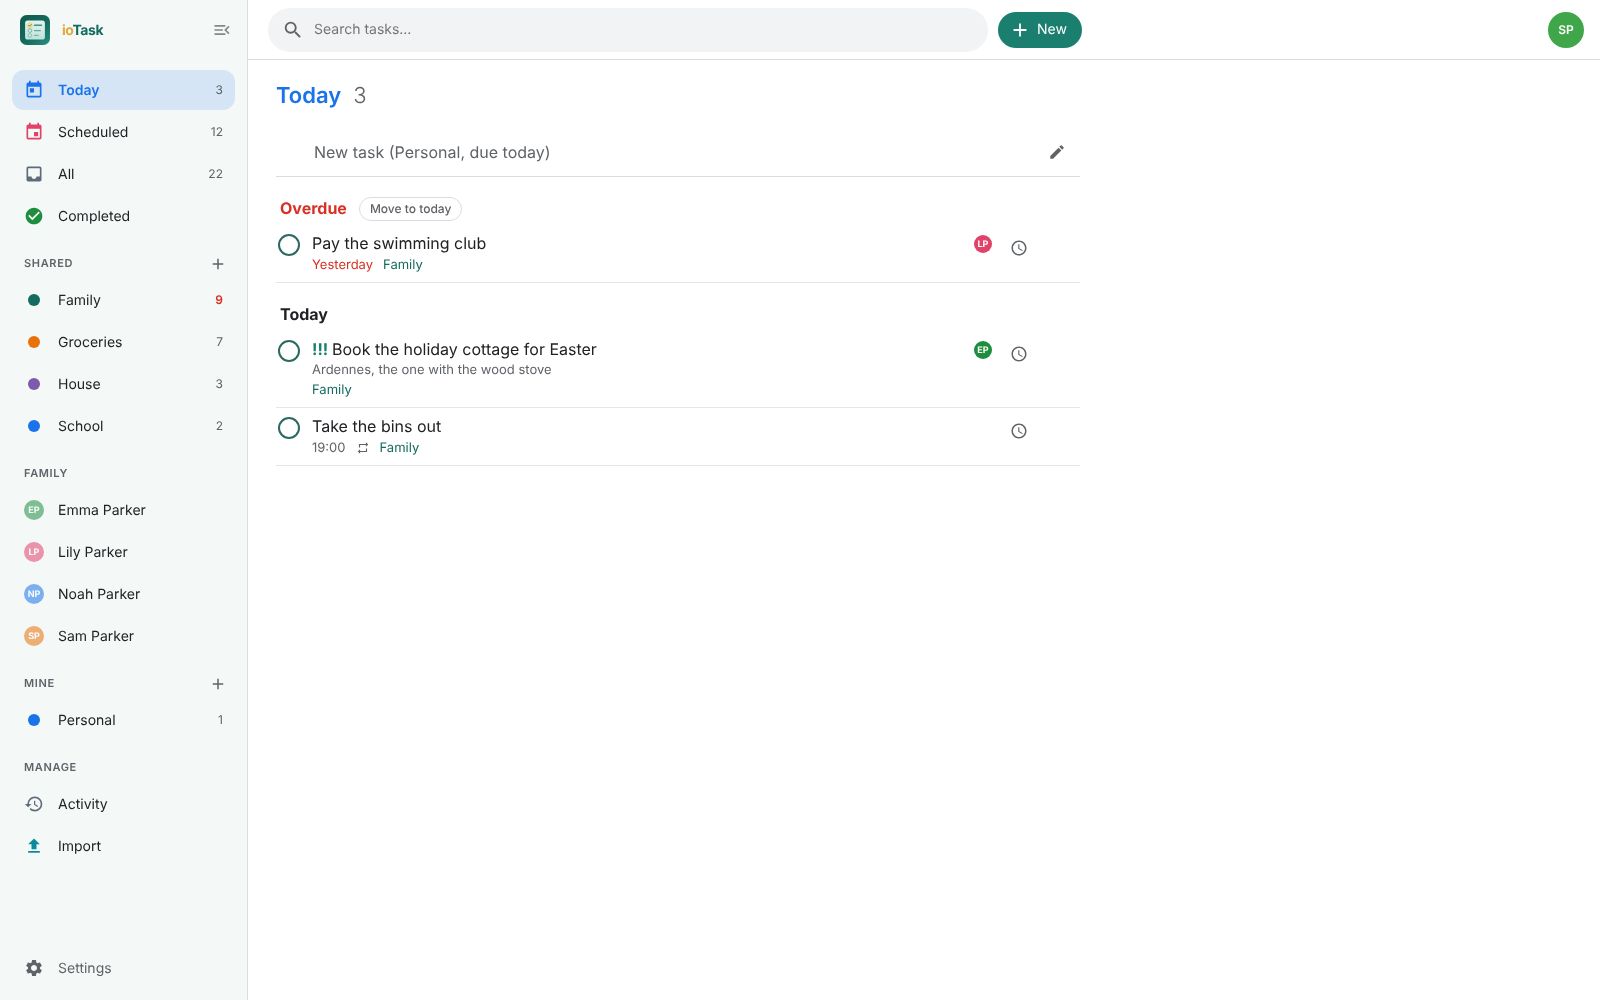 ioTask
Search tasks...
New
SP
Today 3
Scheduled 12
All 22
Completed
SHARED
Family 9
Groceries 7
House 3
School 2
FAMILY
EP Emma Parker
LP Lily Parker
NP Noah Parker
SP Sam Parker
MINE
Personal 1
MANAGE
Activity
Import
Settings
Today 3
New task (Personal, due today)
Overdue Move to today
Pay the swimming club LP
Yesterday Family
Today
!!! Book the holiday cottage for Easter EP
Ardennes, the one with the wood stove
Family
Take the bins out
19:00 Family